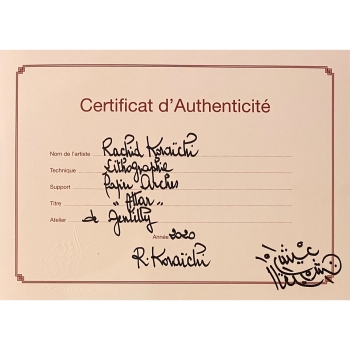 Certificat d'Authenticité
Nom de l'artiste Rachid Koraïchi
Technique Lithographie
Support Papier Arches
Titre "Attar"
Atelier de Gentilly
Année 2020
R. Koraïchi